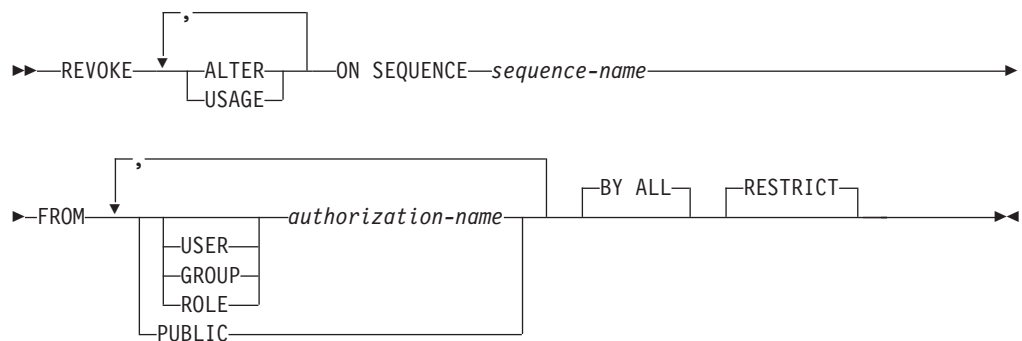 ,
REVOKE ALTER ON SEQUENCE sequence-name
USAGE
,
BY ALL RESTRICT
FROM authorization-name
USER
GROUP
ROLE
PUBLIC